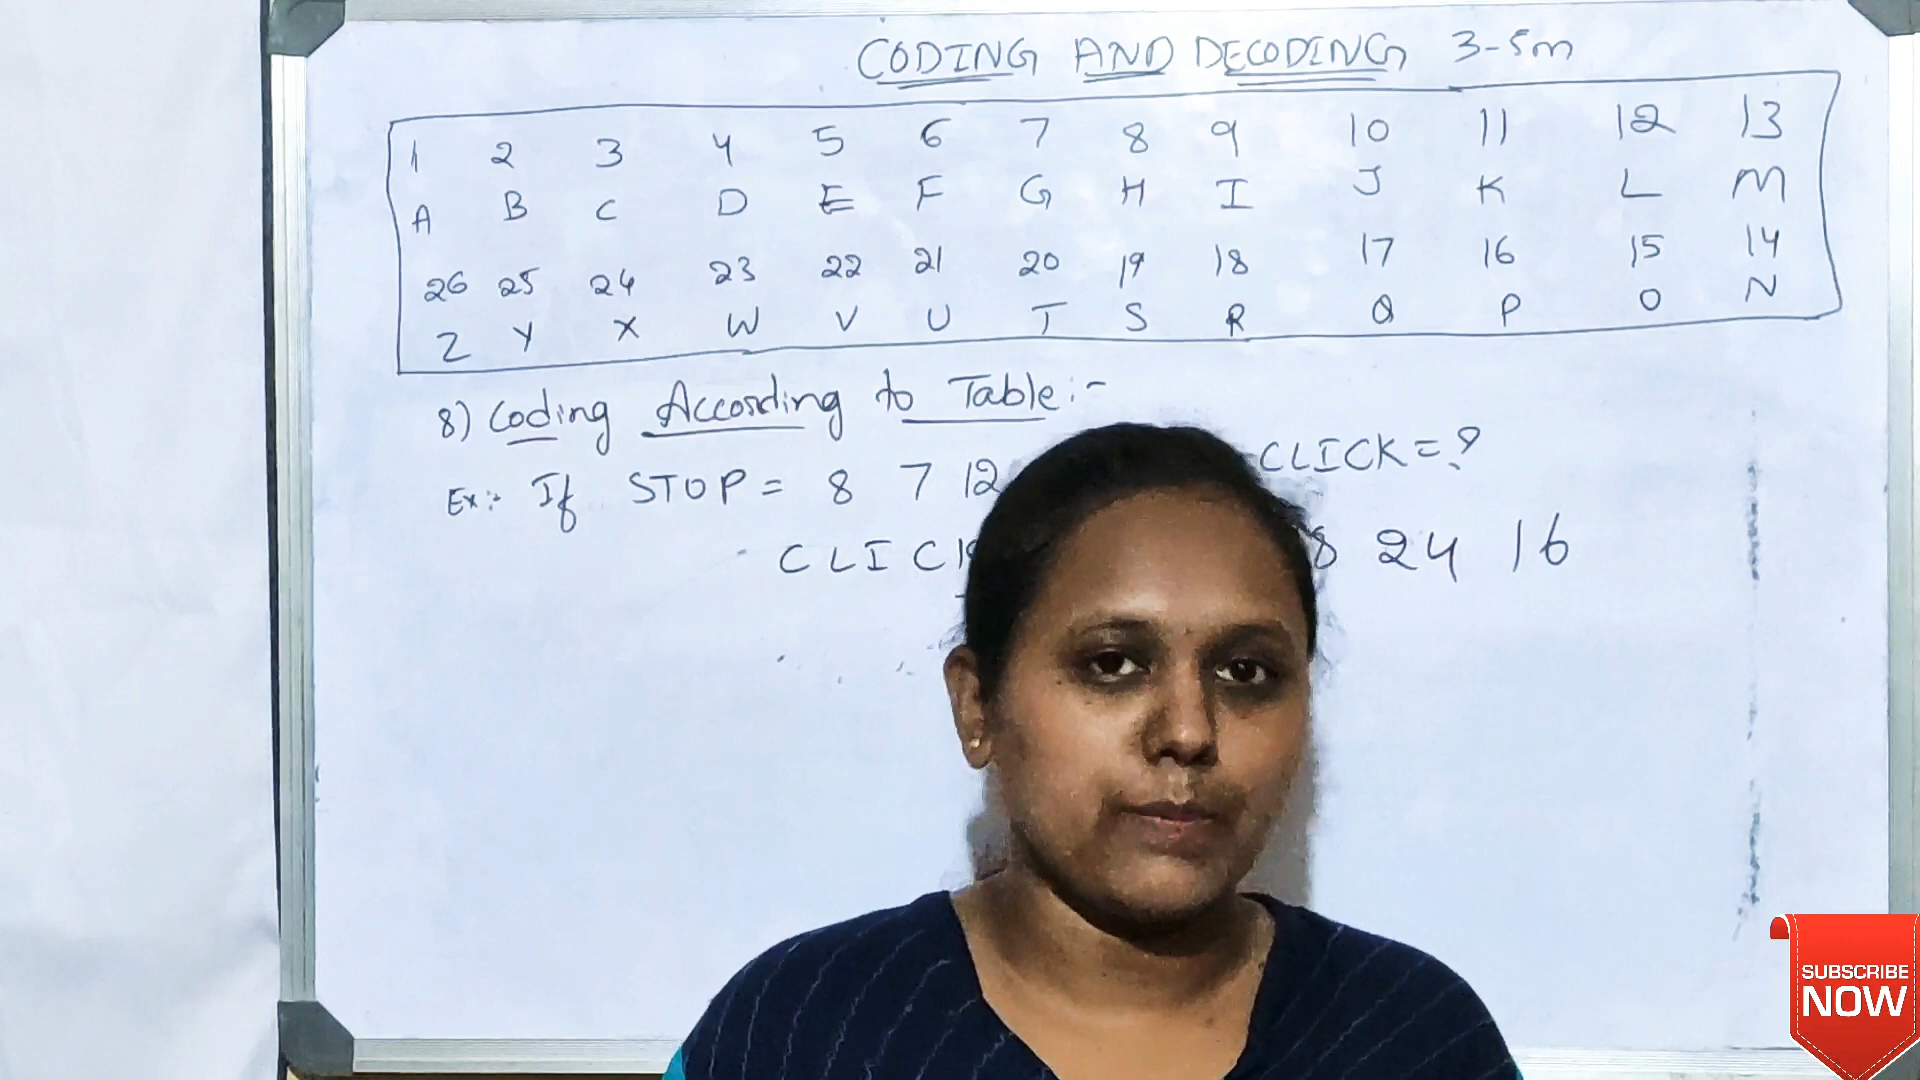 CODING AND DECODING 3-5m
1 2 3 4 5 6 7 8 9 10 11 12 13
A B C D E F G H I J K L M
26 25 24 23 22 21 20 19 18 17 16 15 14
Z Y X W V U T S R Q P O N
8) Coding According to Table:-
Ex:- If STOP = 8 7 12 CLICK = ?
CLICK 8 24 16
SUBSCRIBE
NOW